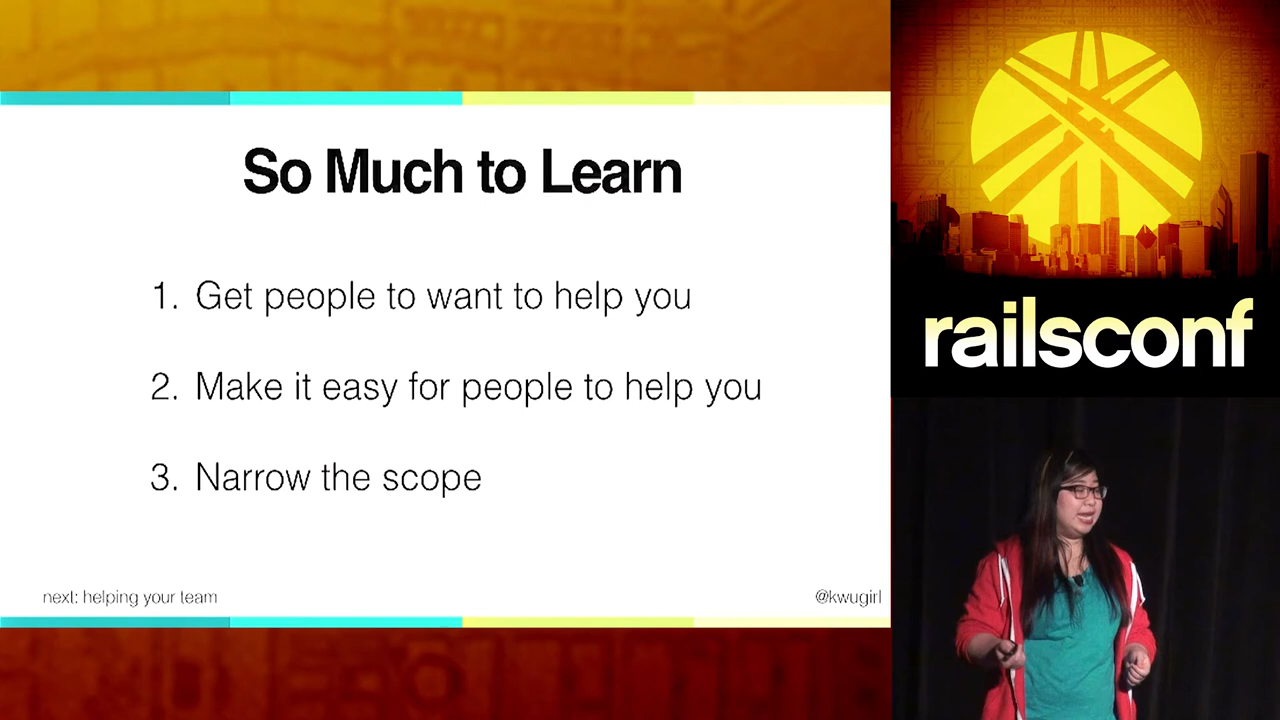 So Much to Learn
1. Get people to want to help you
2. Make it easy for people to help you
3. Narrow the scope
next: helping your team
@kwugirl
railsconf